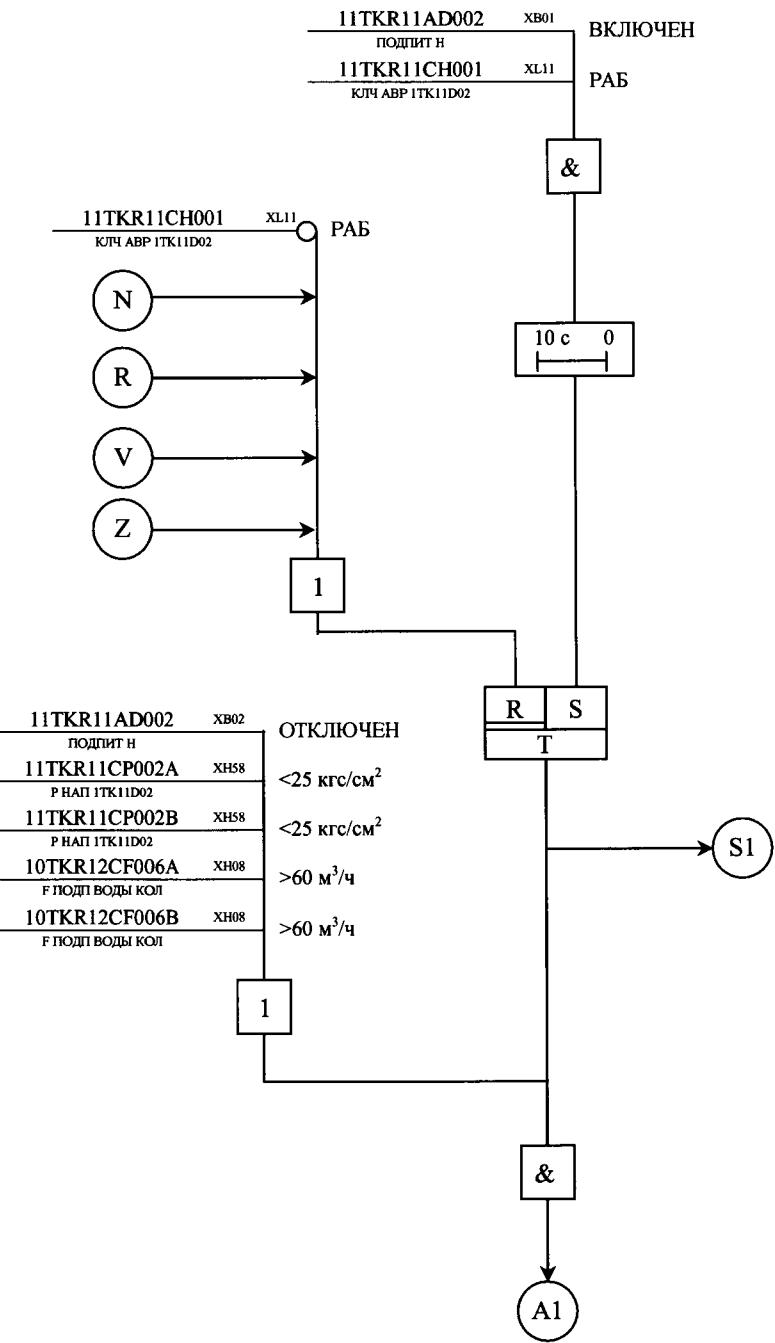 11TKR11AD002 XB01 ВКЛЮЧЕН
ПОДПИТ Н
11TKR11CH001 XL11 РАБ
КЛЧ АВР 1TK11D02
&
11TKR11CH001 XL11 РАБ
КЛЧ АВР 1TK11D02
N
10 с 0
R
V
Z
1
R S
T
11TKR11AD002 XB02 ОТКЛЮЧЕН
ПОДПИТ Н
11TKR11CP002A XH58 <25 кгс/см²
Р НАП 1TK11D02
11TKR11CP002B XH58 <25 кгс/см²
Р НАП 1TK11D02
S1
10TKR12CF006A XH08 >60 м³/ч
F ПОДП ВОДЫ КОЛ
10TKR12CF006B XH08 >60 м³/ч
F ПОДП ВОДЫ КОЛ
1
&
A1